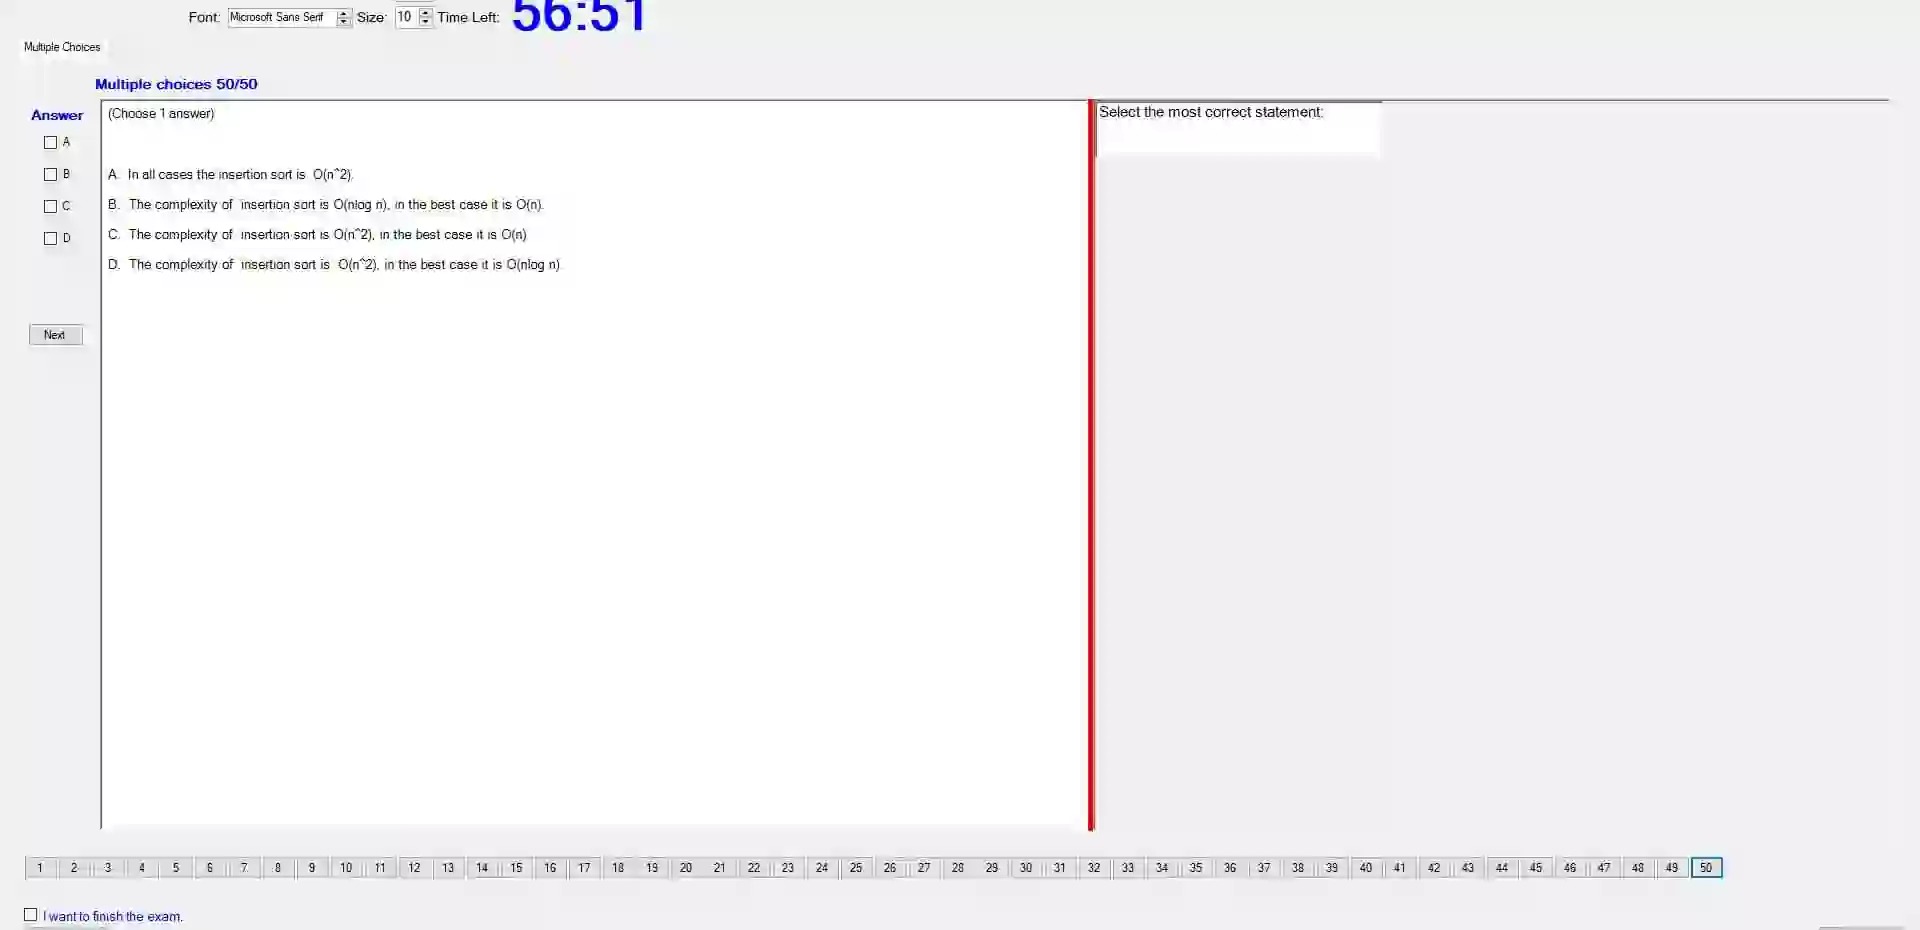 Font: Microsoft Sans Serif Size: 10 Time Left: 56:51
Multiple Choices
Multiple choices 50/50
Answer
(Choose 1 answer)
Select the most correct statement:
A
B
C
D
A. In all cases the insertion sort is O(n^2).
B. The complexity of insertion sort is O(nlog n), in the best case it is O(n).
C. The complexity of insertion sort is O(n^2), in the best case it is O(n)
D. The complexity of insertion sort is O(n^2), in the best case it is O(nlog n).
Next
1 2 3 4 5 6 7 8 9 10 11 12 13 14 15 16 17 18 19 20 21 22 23 24 25 26 27 28 29 30 31 32 33 34 35 36 37 38 39 40 41 42 43 44 45 46 47 48 49 50
I want to finish the exam.